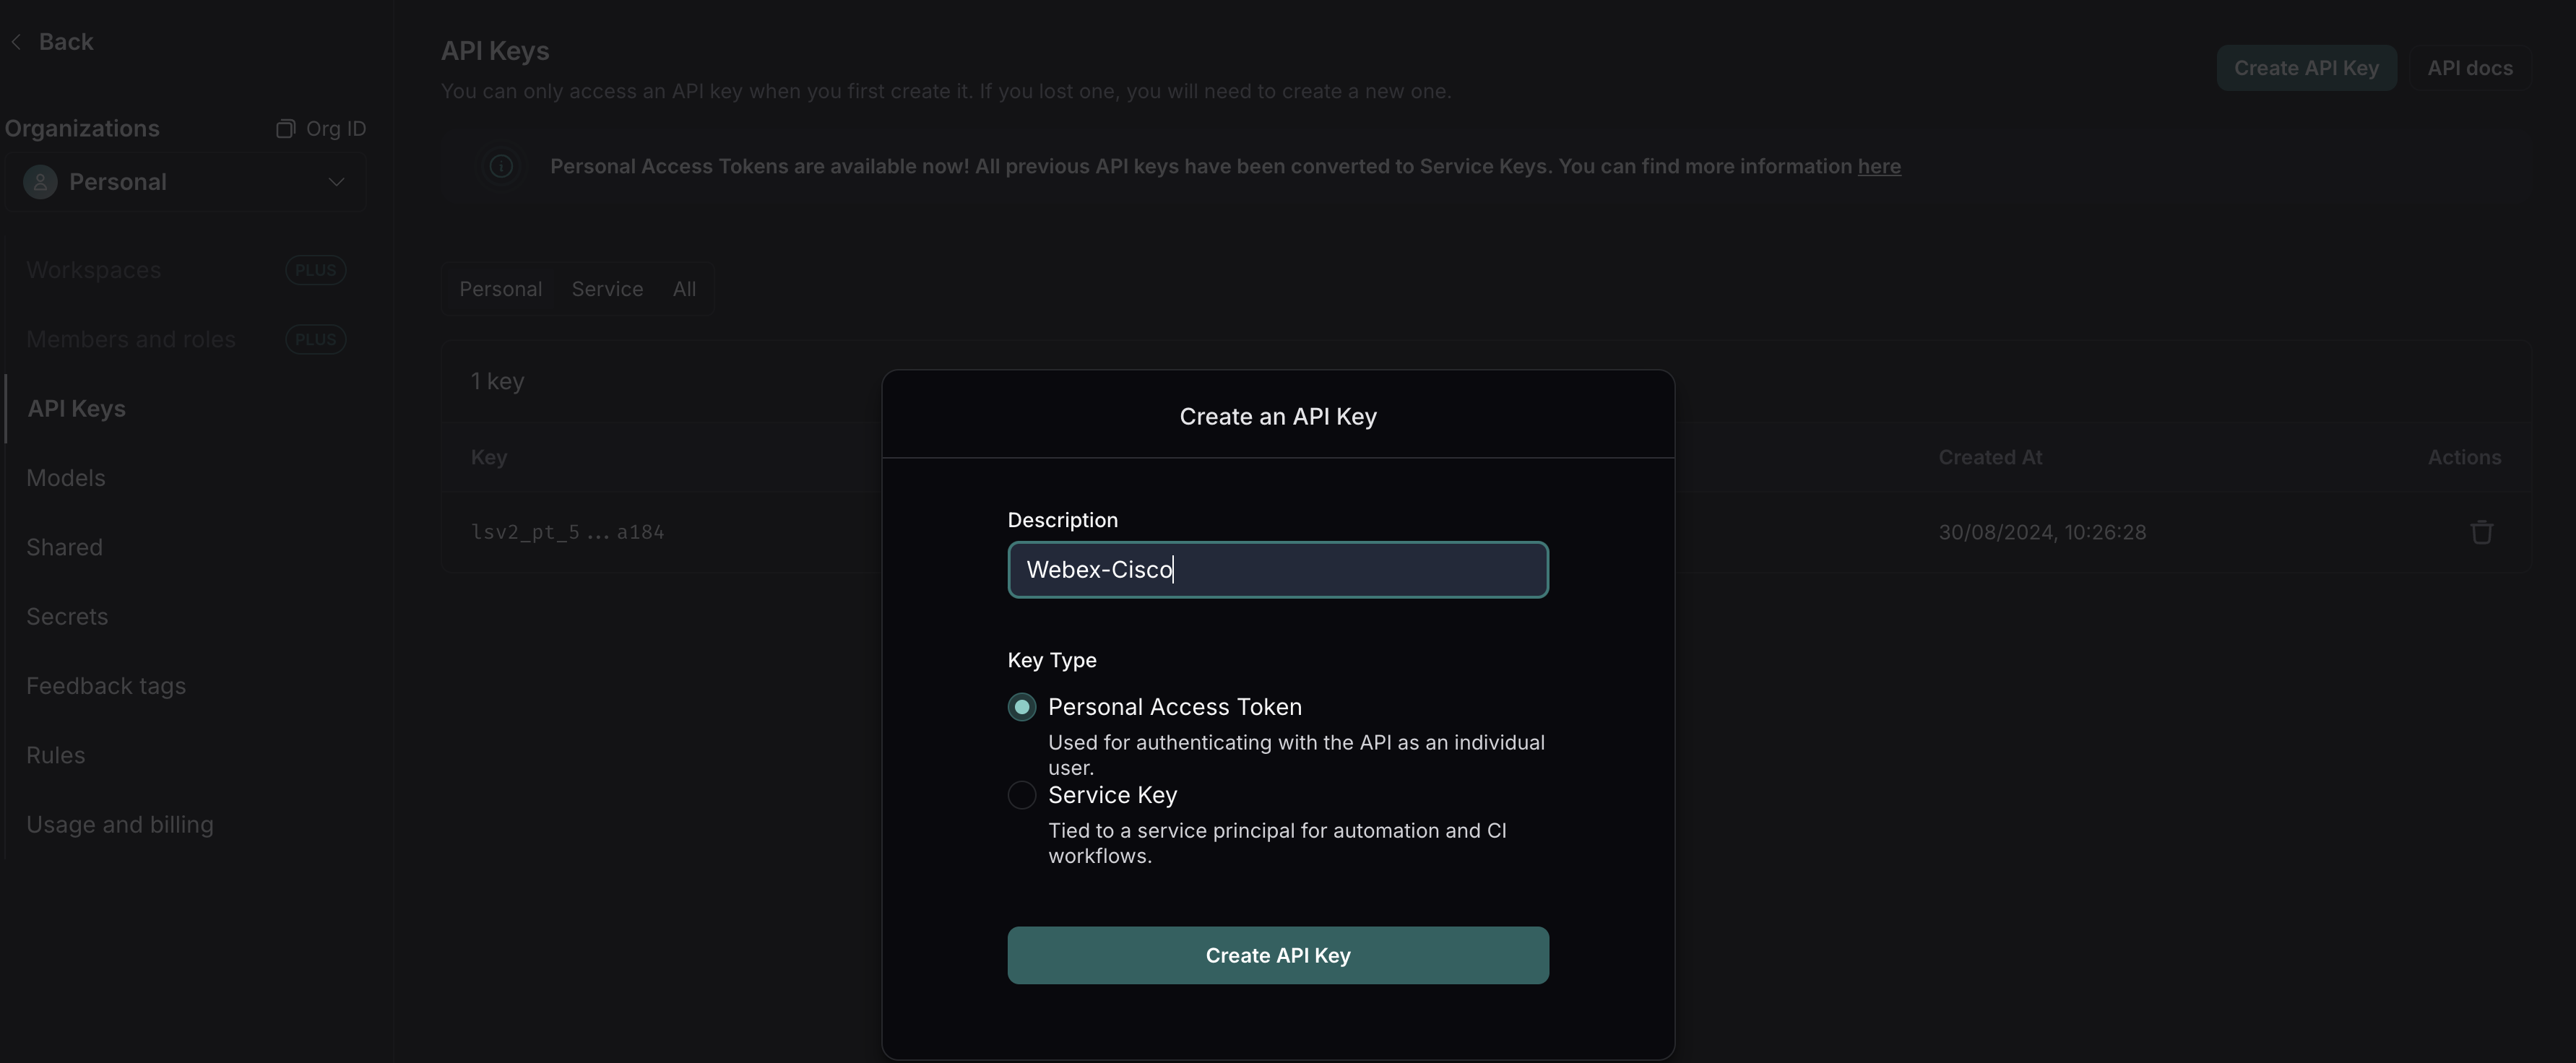 Back
Organizations
Org ID
Personal
Workspaces
PLUS
Members and roles
PLUS
API Keys
Models
Shared
Secrets
Feedback tags
Rules
Usage and billing
API Keys
You can only access an API key when you first create it. If you lost one, you will need to create a new one.
Create API Key
API docs
Personal Access Tokens are available now! All previous API keys have been converted to Service Keys. You can find more information here
Personal
Service
All
1 key
Key
Created At
Actions
lsv2_pt_5...a184
30/08/2024, 10:26:28
Create an API Key
Description
Webex-Cisco
Key Type
Personal Access Token
Used for authenticating with the API as an individual
user.
Service Key
Tied to a service principal for automation and CI
workflows.
Create API Key